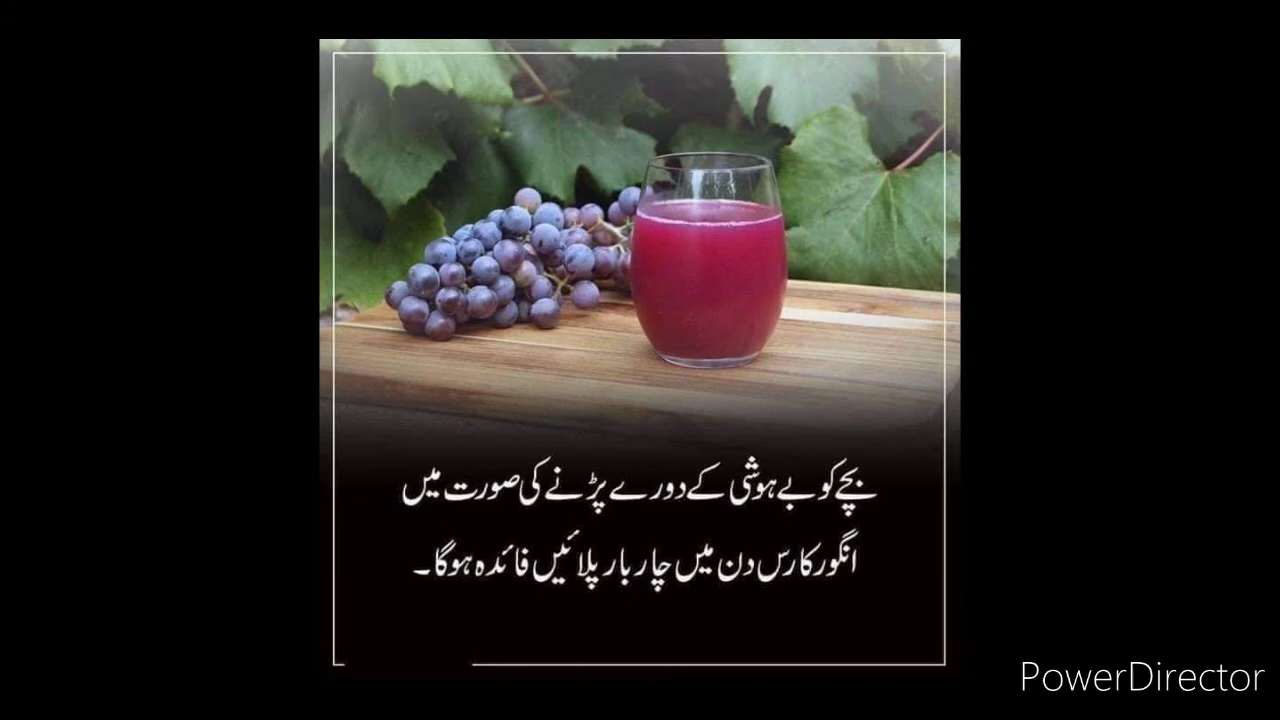 بچے کو بے ہوشی کے دورے پڑنے کی صورت میں
انگور کا رس دن میں چار بار پلائیں فائدہ ہوگا۔
PowerDirector